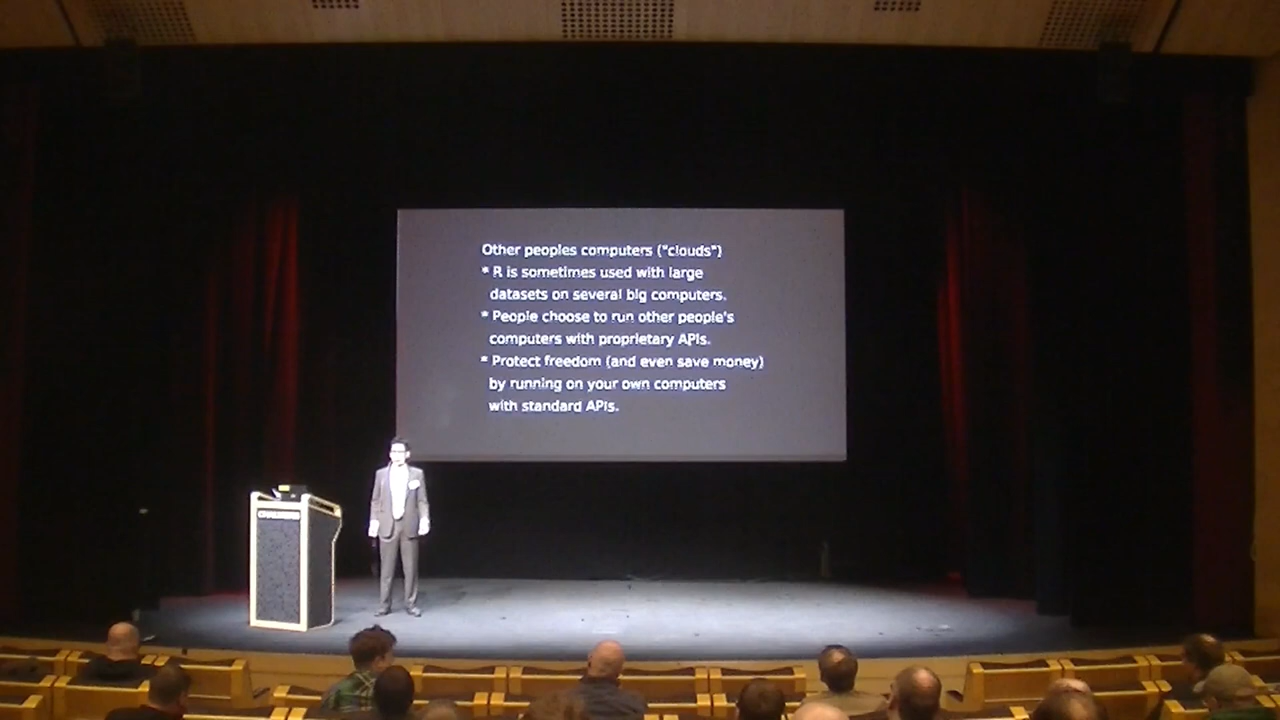 Other peoples computers ("clouds")
* R is sometimes used with large
datasets on several big computers.
* People choose to run other people's
computers with proprietary APIs.
* Protect freedom (and even save money)
by running on your own computers
with standard APIs.